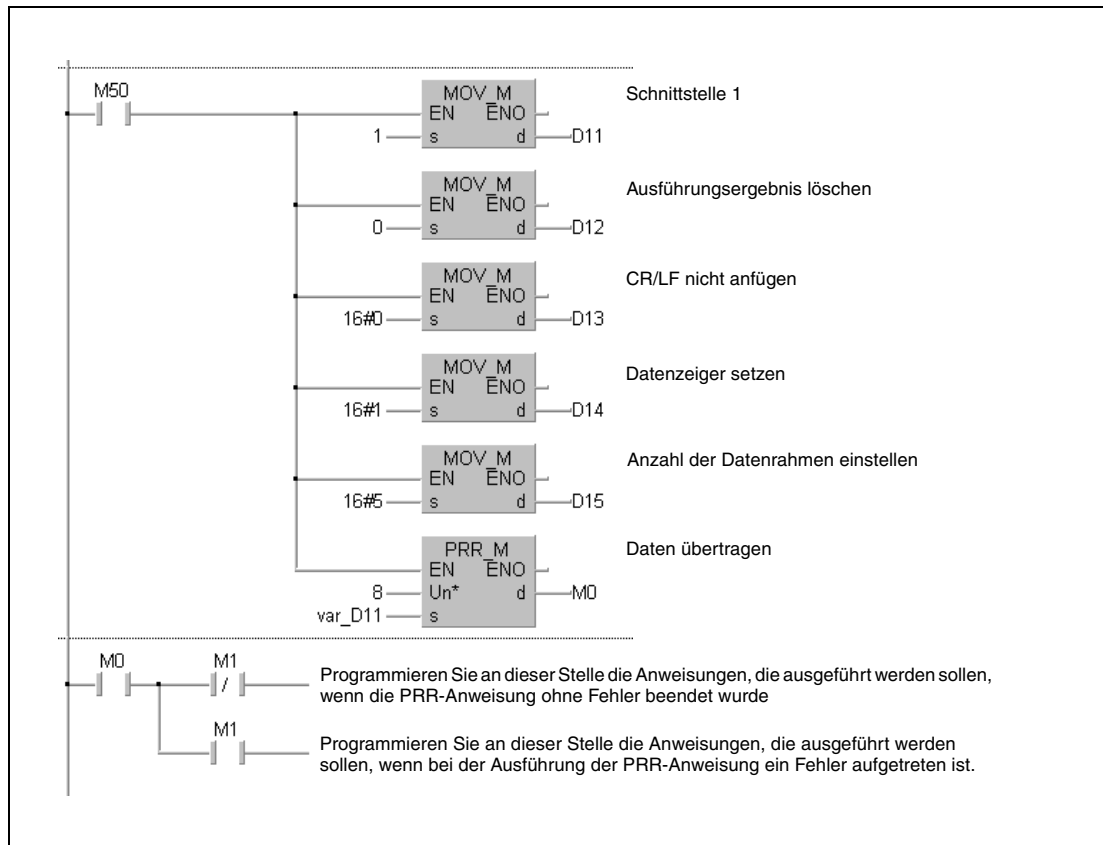 M50
MOV_M
EN ENO
1 s d D11
Schnittstelle 1
MOV_M
EN ENO
0 s d D12
Ausführungsergebnis löschen
MOV_M
EN ENO
16#0 s d D13
CR/LF nicht anfügen
MOV_M
EN ENO
16#1 s d D14
Datenzeiger setzen
MOV_M
EN ENO
16#5 s d D15
Anzahl der Datenrahmen einstellen
PRR_M
EN ENO
8 Un* d M0
var_D11 s
Daten übertragen
M0 M1
/
Programmieren Sie an dieser Stelle die Anweisungen, die ausgeführt werden sollen,
wenn die PRR-Anweisung ohne Fehler beendet wurde
M1
Programmieren Sie an dieser Stelle die Anweisungen, die ausgeführt werden
sollen, wenn bei der Ausführung der PRR-Anweisung ein Fehler aufgetreten ist.